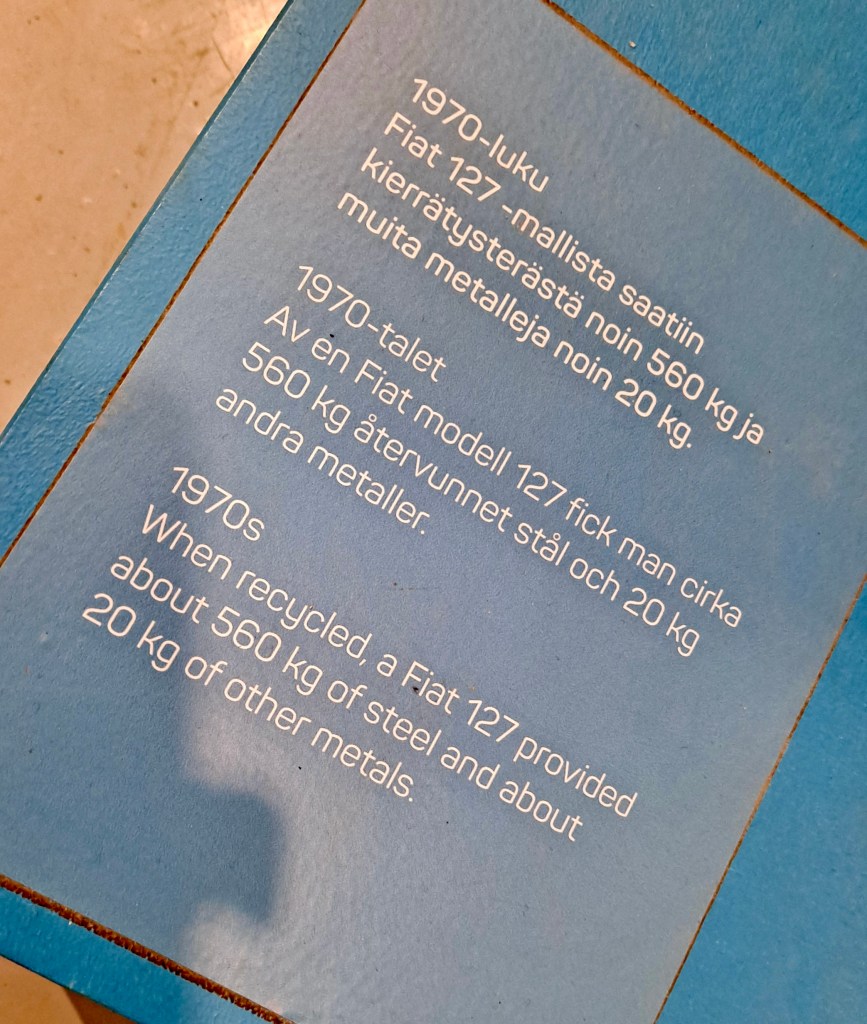 1970-luku
Fiat 127 -mallista saatiin
kierrätysterästä noin 560 kg ja
muita metalleja noin 20 kg.
1970-talet
Av en Fiat modell 127 fick man cirka
560 kg återvunnet stål och 20 kg
andra metaller.
1970s
When recycled, a Fiat 127 provided
about 560 kg of steel and about
20 kg of other metals.